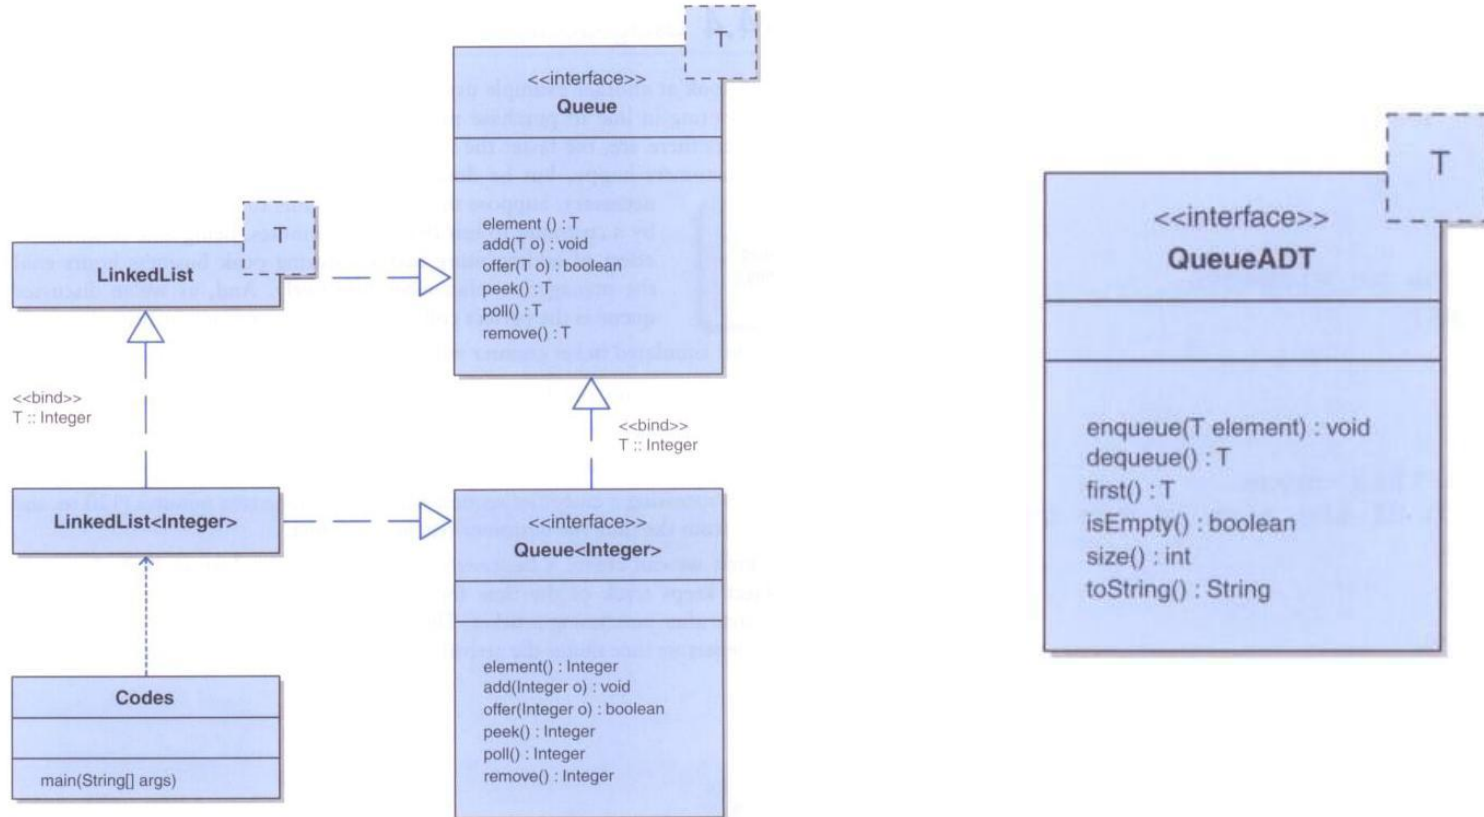 T
<<interface>>
Queue
element () : T
add(T o) : void
offer(T o) : boolean
peek() : T
poll() : T
remove() : T
T
LinkedList
<<bind>>
T :: Integer
<<bind>>
T :: Integer
LinkedList<Integer>
<<interface>>
Queue<Integer>
element() : Integer
add(Integer o) : void
offer(Integer o) : boolean
peek() : Integer
poll() : Integer
remove() : Integer
Codes
main(String[] args)
T
<<interface>>
QueueADT
enqueue(T element) : void
dequeue() : T
first() : T
isEmpty() : boolean
size() : int
toString() : String